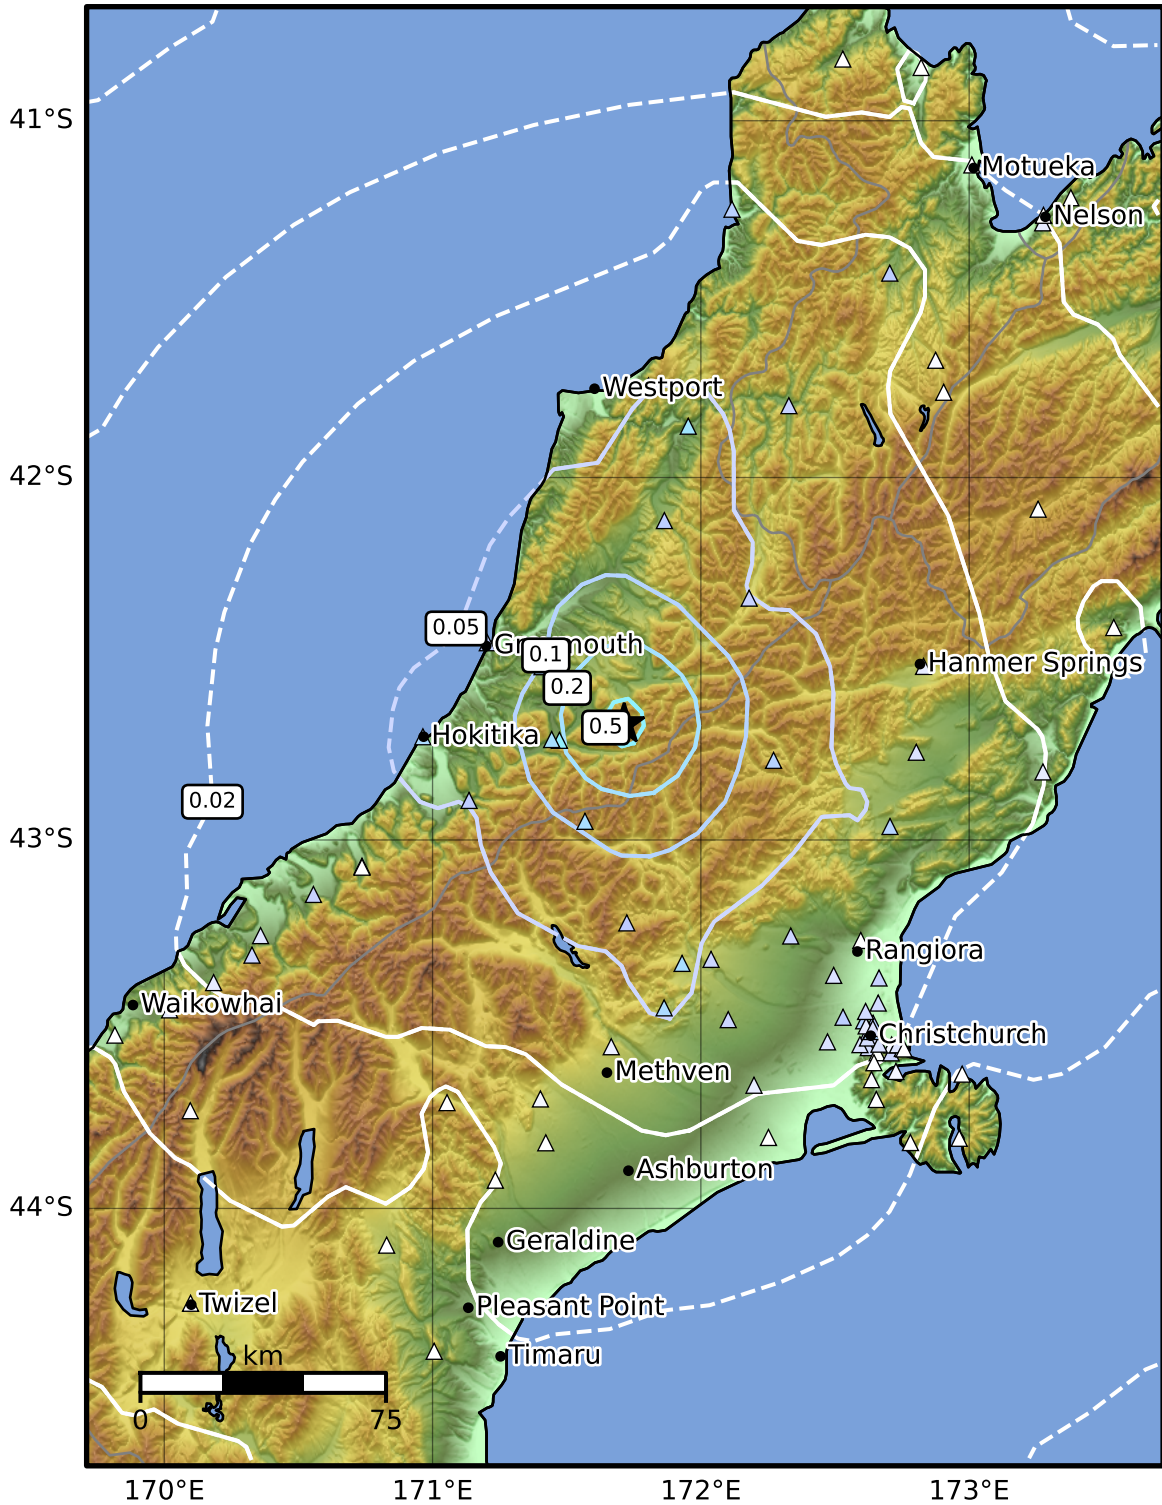 41°S
Motueka
Nelson
Westport
42°S
0.05
Greymouth
0.1
Hanmer Springs
0.2
0.5
Hokitika
0.02
43°S
Rangiora
Waikowhai
Christchurch
Methven
Ashburton
44°S
Geraldine
Twizel
Pleasant Point
Timaru
km
0 75
170°E 171°E 172°E 173°E